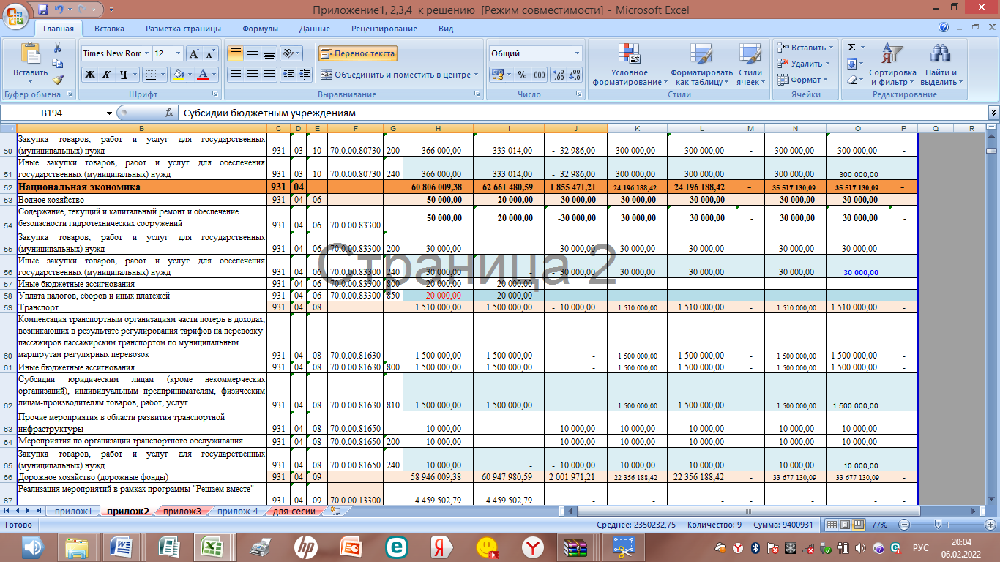 Приложение1, 2,3,4 к решению [Режим совместимости] - Microsoft Excel
Главная Вставка Разметка страницы Формулы Данные Рецензирование Вид
Вставить Times New Rom 12 Перенос текста Общий Условное форматирование Форматировать как таблицу Стили ячеек Вставить Удалить Формат Сортировка и фильтр Найти и выделить
Ж К Ч Объединить и поместить в центре % 000
Буфер обмена Шрифт Выравнивание Число Стили Ячейки Редактирование
B194 fx Субсидии бюджетным учреждениям
B C D E F G H I J K L M N O P Q R
Закупка товаров, работ и услуг для государственных
50 (муниципальных) нужд 931 03 10 70.0.00.80730 200 366 000,00 333 014,00 - 32 986,00 300 000,00 300 000,00 - 300 000,00 300 000,00 -
Иные закупки товаров, работ и услуг для обеспечения
51 государственных (муниципальных) нужд 931 03 10 70.0.00.80730 240 366 000,00 333 014,00 - 32 986,00 300 000,00 300 000,00 - 300 000,00 300 000,00
52 Национальная экономика 931 04 60 806 009,38 62 661 480,59 1 855 471,21 24 196 188,42 24 196 188,42 - 35 517 130,09 35 517 130,09 -
53 Водное хозяйство 931 04 06 50 000,00 20 000,00 -30 000,00 30 000,00 30 000,00 - 30 000,00 30 000,00 -
Содержание, текущий и капитальный ремонт и обеспечение
54 безопасности гидротехнических сооружений 931 04 06 70.0.00.83300 50 000,00 20 000,00 -30 000,00 30 000,00 30 000,00 - 30 000,00 30 000,00 -
Закупка товаров, работ и услуг для государственных
55 (муниципальных) нужд 931 04 06 70.0.00.83300 200 30 000,00 - - 30 000,00 30 000,00 30 000,00 30 000,00 30 000,00
Иные закупки товаров, работ и услуг для обеспечения
56 государственных (муниципальных) нужд 931 04 06 70.0.00.83300 240 30 000,00 - - 30 000,00 30 000,00 30 000,00 30 000,00 30 000,00
Страница 2
57 Иные бюджетные ассигнования 931 04 06 70.0.00.83300 800 20 000,00 20 000,00 -
58 Уплата налогов, сборов и иных платежей 931 04 06 70.0.00.83300 850 20 000,00 20 000,00
59 Транспорт 931 04 08 1 510 000,00 1 500 000,00 - 10 000,00 1 510 000,00 1 510 000,00 - 1 510 000,00 1 510 000,00 -
Компенсация транспортным организациям части потерь в доходах,
возникающих в результате регулирования тарифов на перевозку
пассажиров пассажирским транспортом по муниципальным
60 маршрутам регулярных перевозок 931 04 08 70.0.00.81630 1 500 000,00 1 500 000,00 - 1 500 000,00 1 500 000,00 - 1 500 000,00 1 500 000,00 -
61 Иные бюджетные ассигнования 931 04 08 70.0.00.81630 800 1 500 000,00 1 500 000,00 - 1 500 000,00 1 500 000,00 - 1 500 000,00 1 500 000,00 -
Субсидии юридическим лицам (кроме некоммерческих
организаций), индивидуальным предпринимателям, физическим
62 лицам-производителям товаров, работ, услуг 931 04 08 70.0.00.81630 810 1 500 000,00 1 500 000,00 1 500 000,00 1 500 000,00 1 500 000,00 1 500 000,00 -
Прочие мероприятия в области развития транспортной
63 инфраструктуры 931 04 08 70.0.00.81650 10 000,00 - - 10 000,00 10 000,00 10 000,00 - 10 000,00 10 000,00 -
64 Мероприятия по организации транспортного обслуживания 931 04 08 70.0.00.81650 200 10 000,00 - - 10 000,00 10 000,00 10 000,00 - 10 000,00 10 000,00 -
Закупка товаров, работ и услуг для государственных
65 (муниципальных) нужд 931 04 08 70.0.00.81650 240 10 000,00 - - 10 000,00 10 000,00 10 000,00 - 10 000,00 10 000,00 -
66 Дорожное хозяйство (дорожные фонды) 931 04 09 58 946 009,38 60 947 980,59 2 001 971,21 22 356 188,42 22 356 188,42 - 33 677 130,09 33 677 130,09 -
Реализация мероприятий в рамках программы "Решаем вместе"
67 931 04 09 70.0.00.13300 4 459 502,79 4 459 502,79 - - - - - - -
прилож1 прилож2 прилож3 прилож 4 для сесии
Готово Среднее: 2350232,75 Количество: 9 Сумма: 9400931 77%
РУС 20:04
06.02.2022